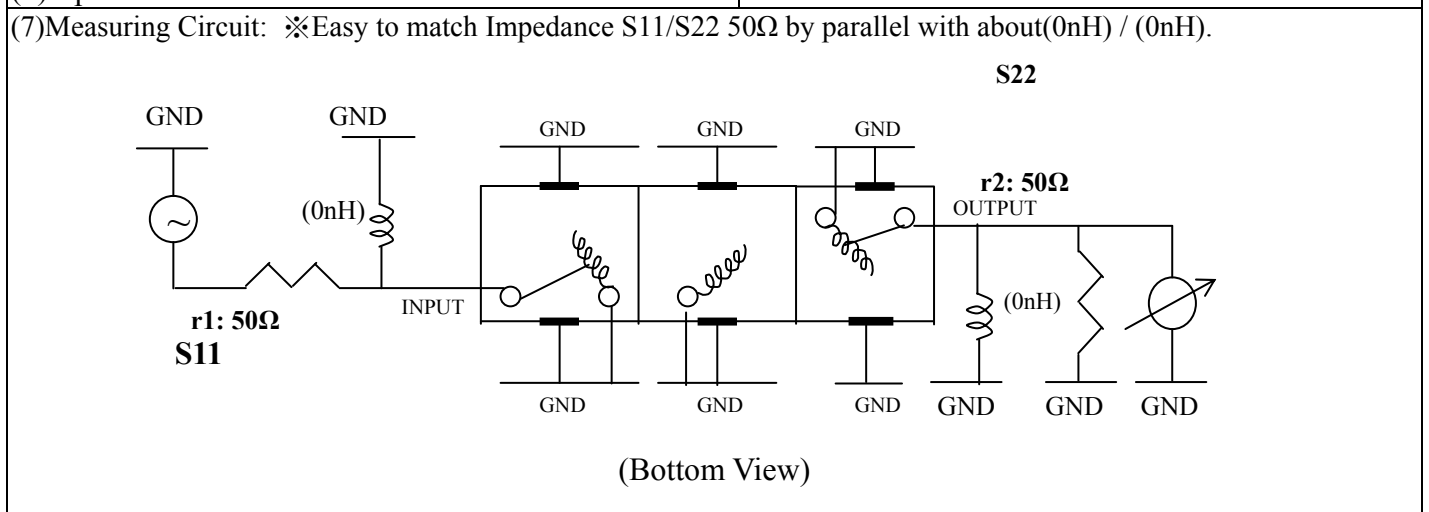 (7)Measuring Circuit: ※Easy to match Impedance S11/S22 50Ω by parallel with about(0nH) / (0nH).
S22
GND GND GND GND GND
r2: 50Ω
(0nH) OUTPUT
~
INPUT (0nH)
r1: 50Ω
S11
GND GND GND GND GND GND
(Bottom View)